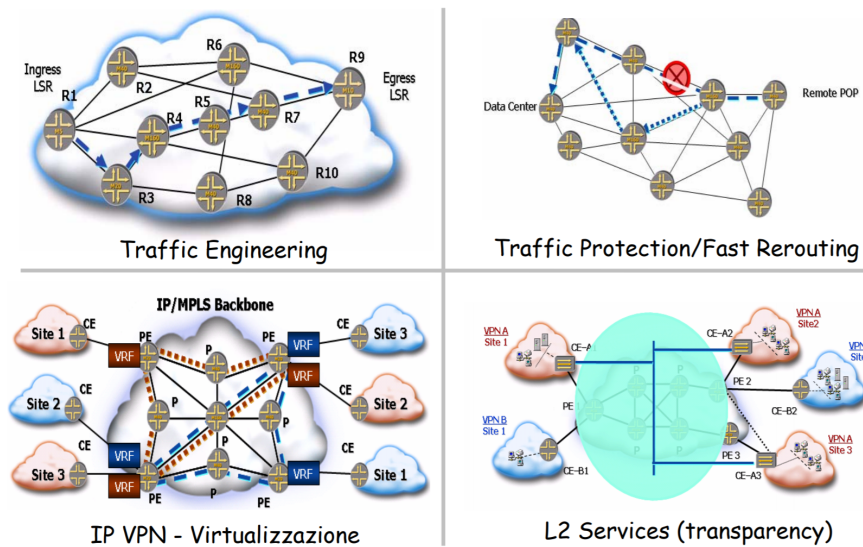 R6
R9
Ingress
LSR
R2
Egress
LSR
R1
R4
R5
R7
R3
R8
R10
Traffic Engineering
Data Center
Remote POP
Traffic Protection/Fast Rerouting
IP/MPLS Backbone
Site 1
CE
PE
VRF
P
PE
VRF
CE
Site 3
VRF
Site 2
CE
P
P
P
CE
Site 2
CE
VRF
CE
Site 3
VRF
PE
P
PE
VRF
Site 1
IP VPN - Virtualizzazione
VPN A
Site 1
CE-A
CE-A2
VPN A
Site2
P
P
PE
PE 2
VPN
Site
CE-B2
VPN B
Site 1
CE-B1
P
P
PE 3
CE-A3
VPN A
Site 3
L2 Services (transparency)